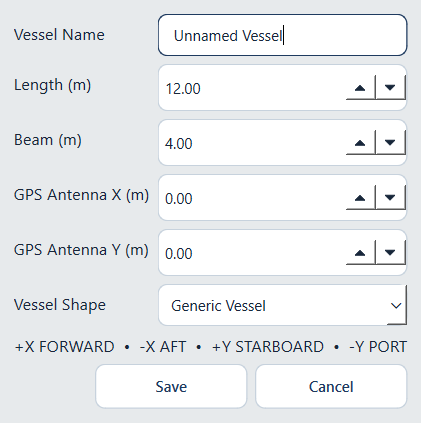 Vessel Name Unnamed Vessel
Length (m) 12.00
Beam (m) 4.00
GPS Antenna X (m) 0.00
GPS Antenna Y (m) 0.00
Vessel Shape Generic Vessel
+X FORWARD • -X AFT • +Y STARBOARD • -Y PORT
Save Cancel